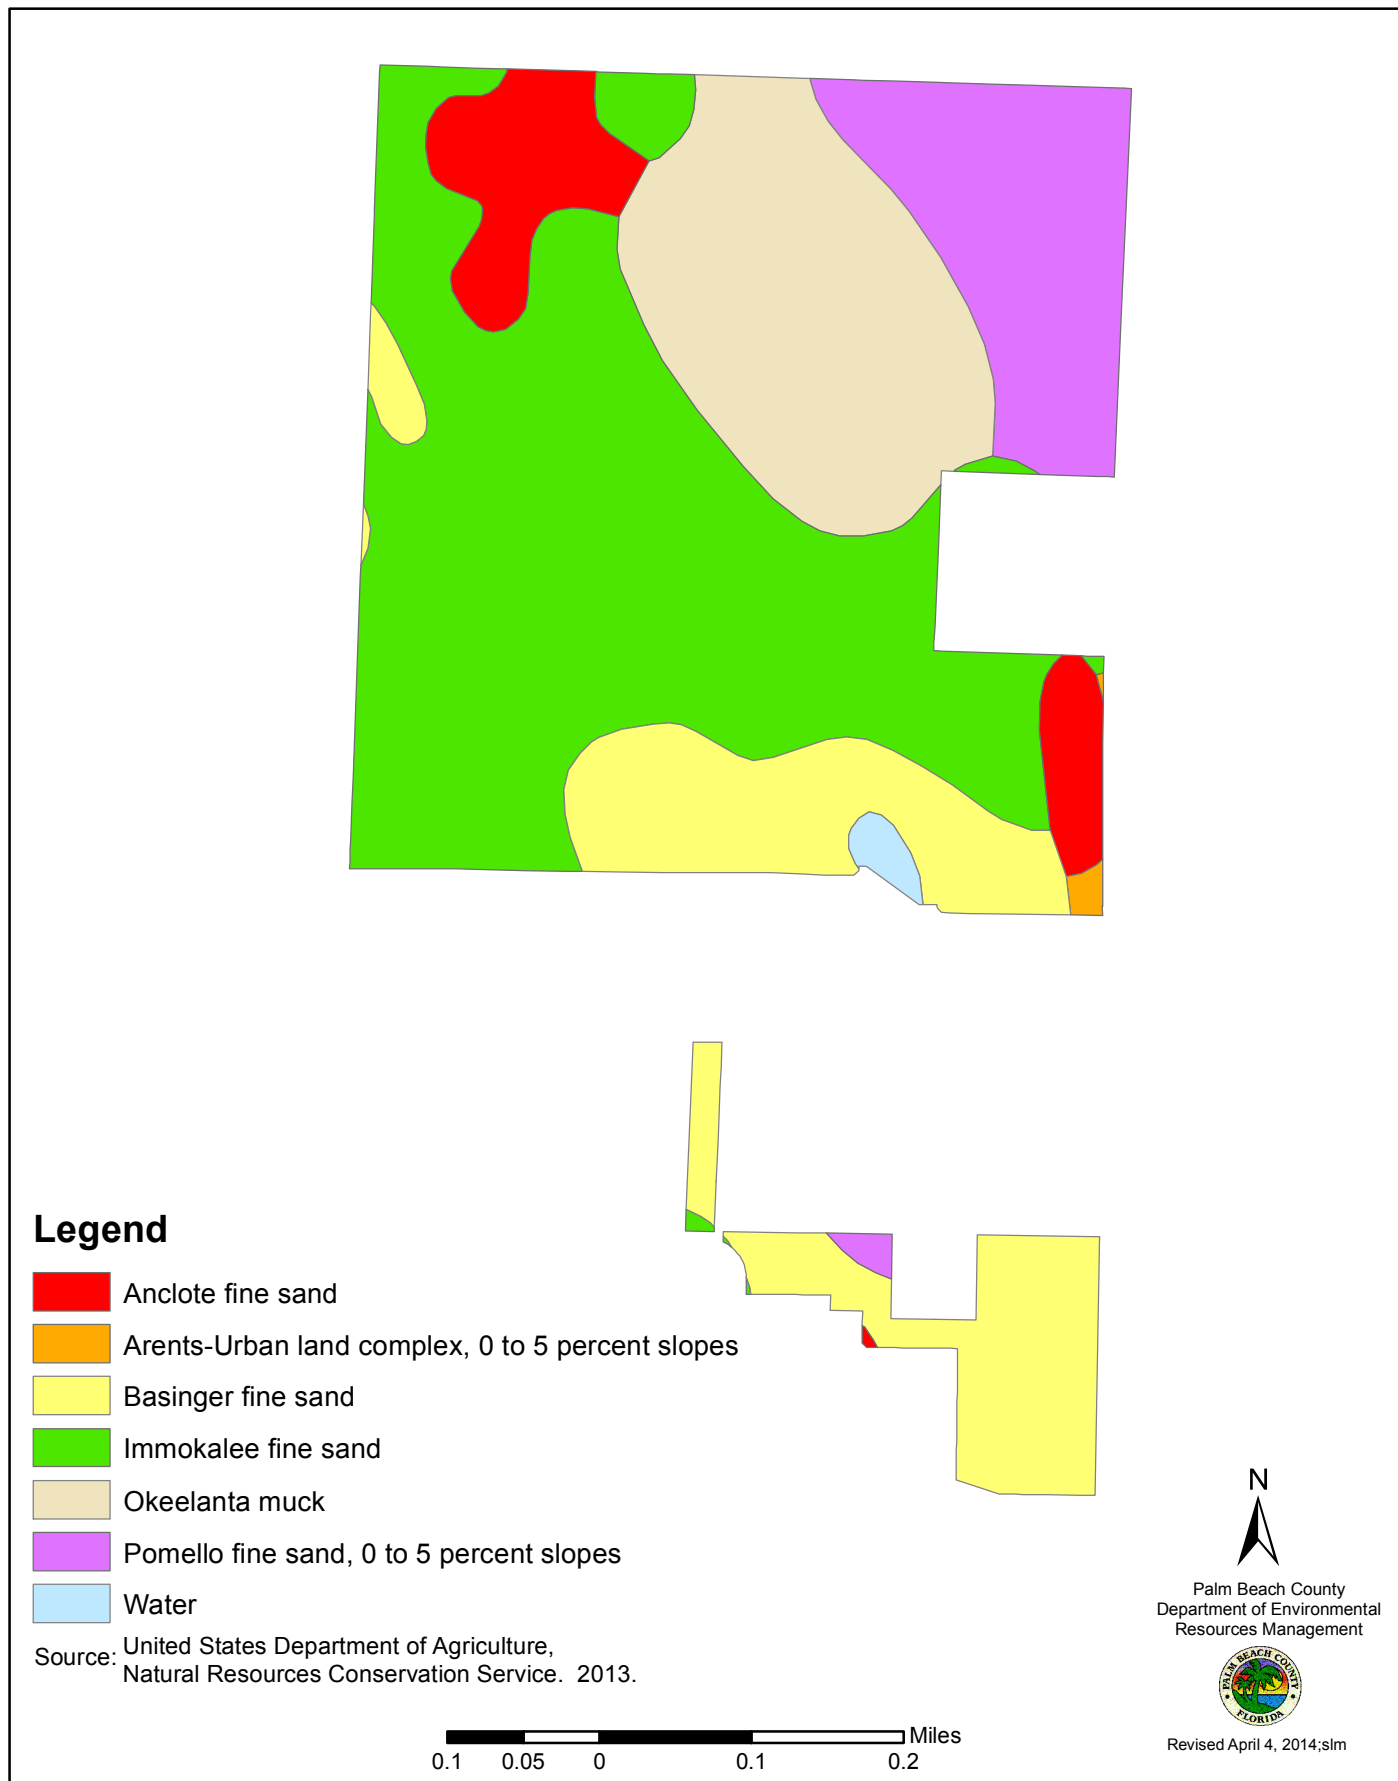 Legend
Anclote fine sand
Arents-Urban land complex, 0 to 5 percent slopes
Basinger fine sand
Immokalee fine sand
Okeelanta muck
Pomello fine sand, 0 to 5 percent slopes
Water
Source: United States Department of Agriculture,
Natural Resources Conservation Service. 2013.
N
Palm Beach County
Department of Environmental
Resources Management
PALM BEACH COUNTY
FLORIDA
Revised April 4, 2014;slm
Miles
0.1 0.05 0 0.1 0.2